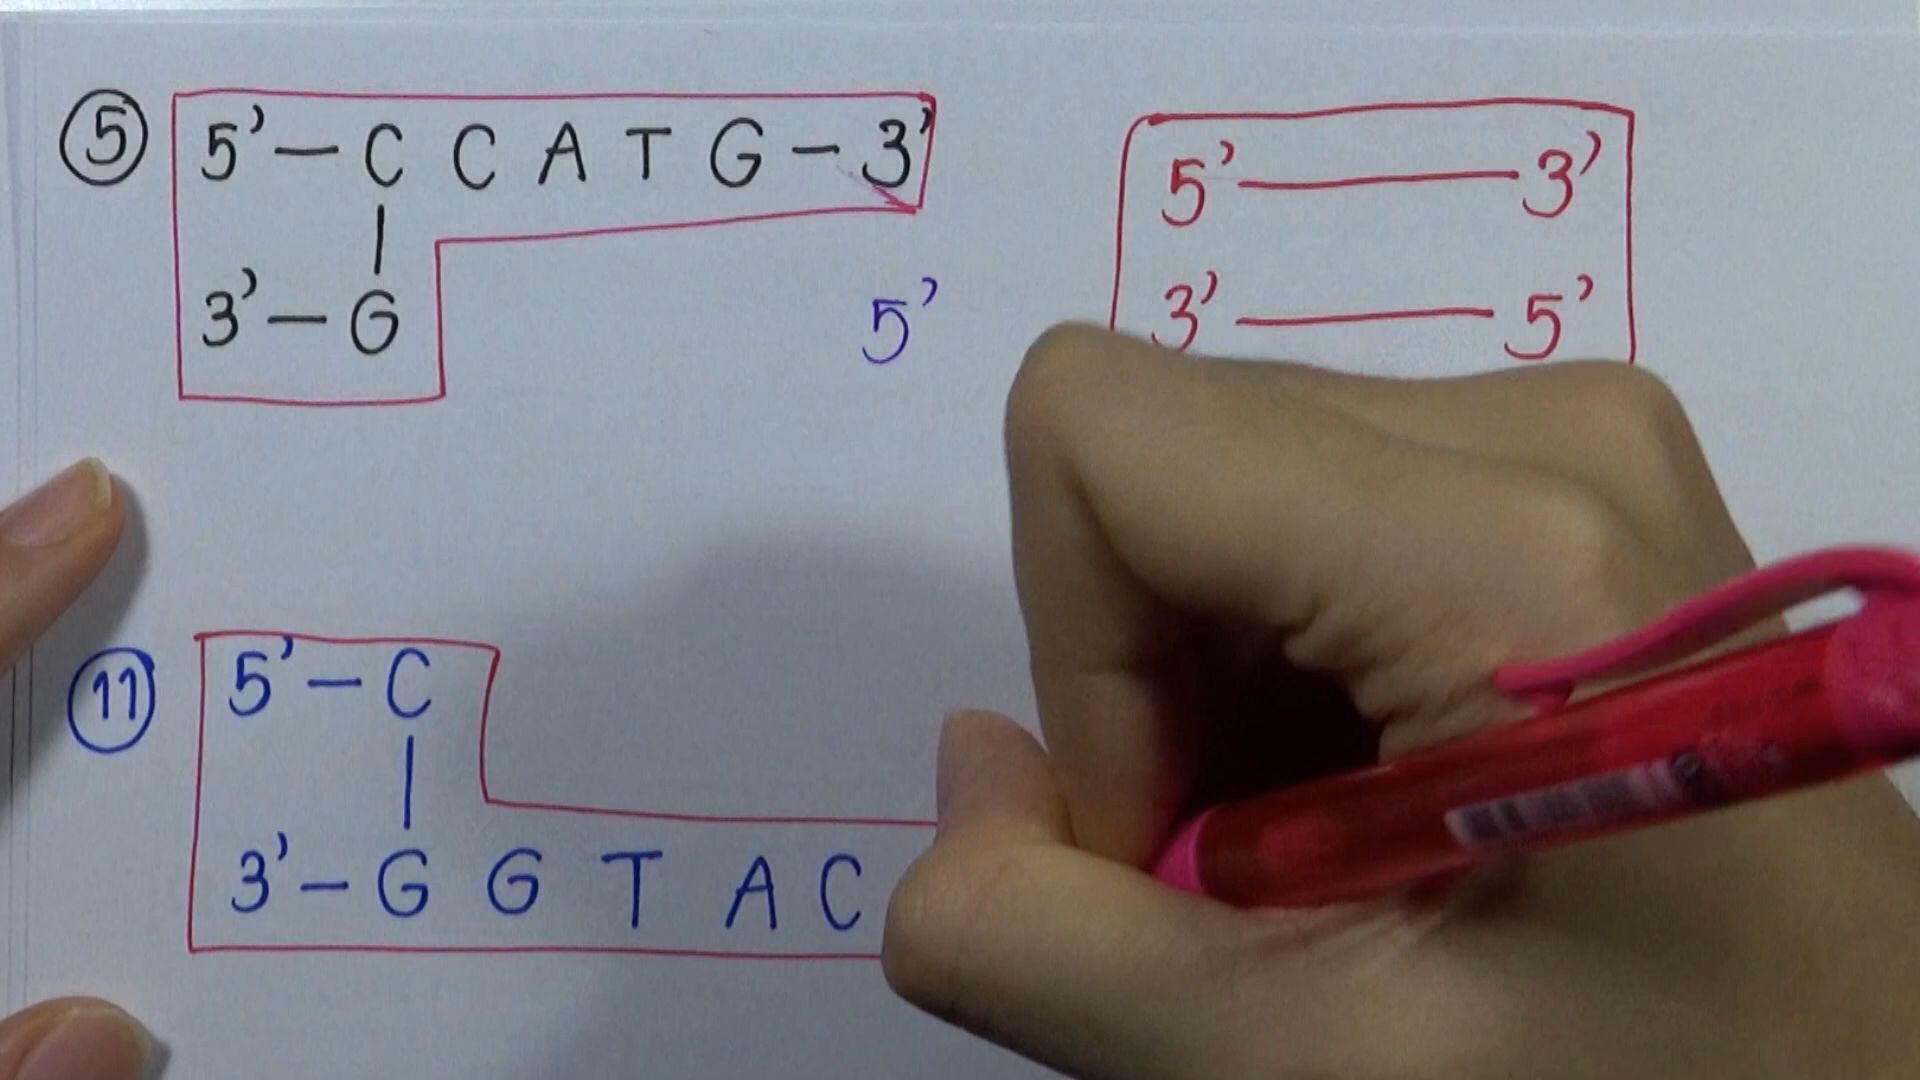 ⑤ 5’– C C A T G – 3’
|
3’– G 5’
5’ — 3’
3’ — 5’
⑪ 5’– C
|
3’– G G T A C